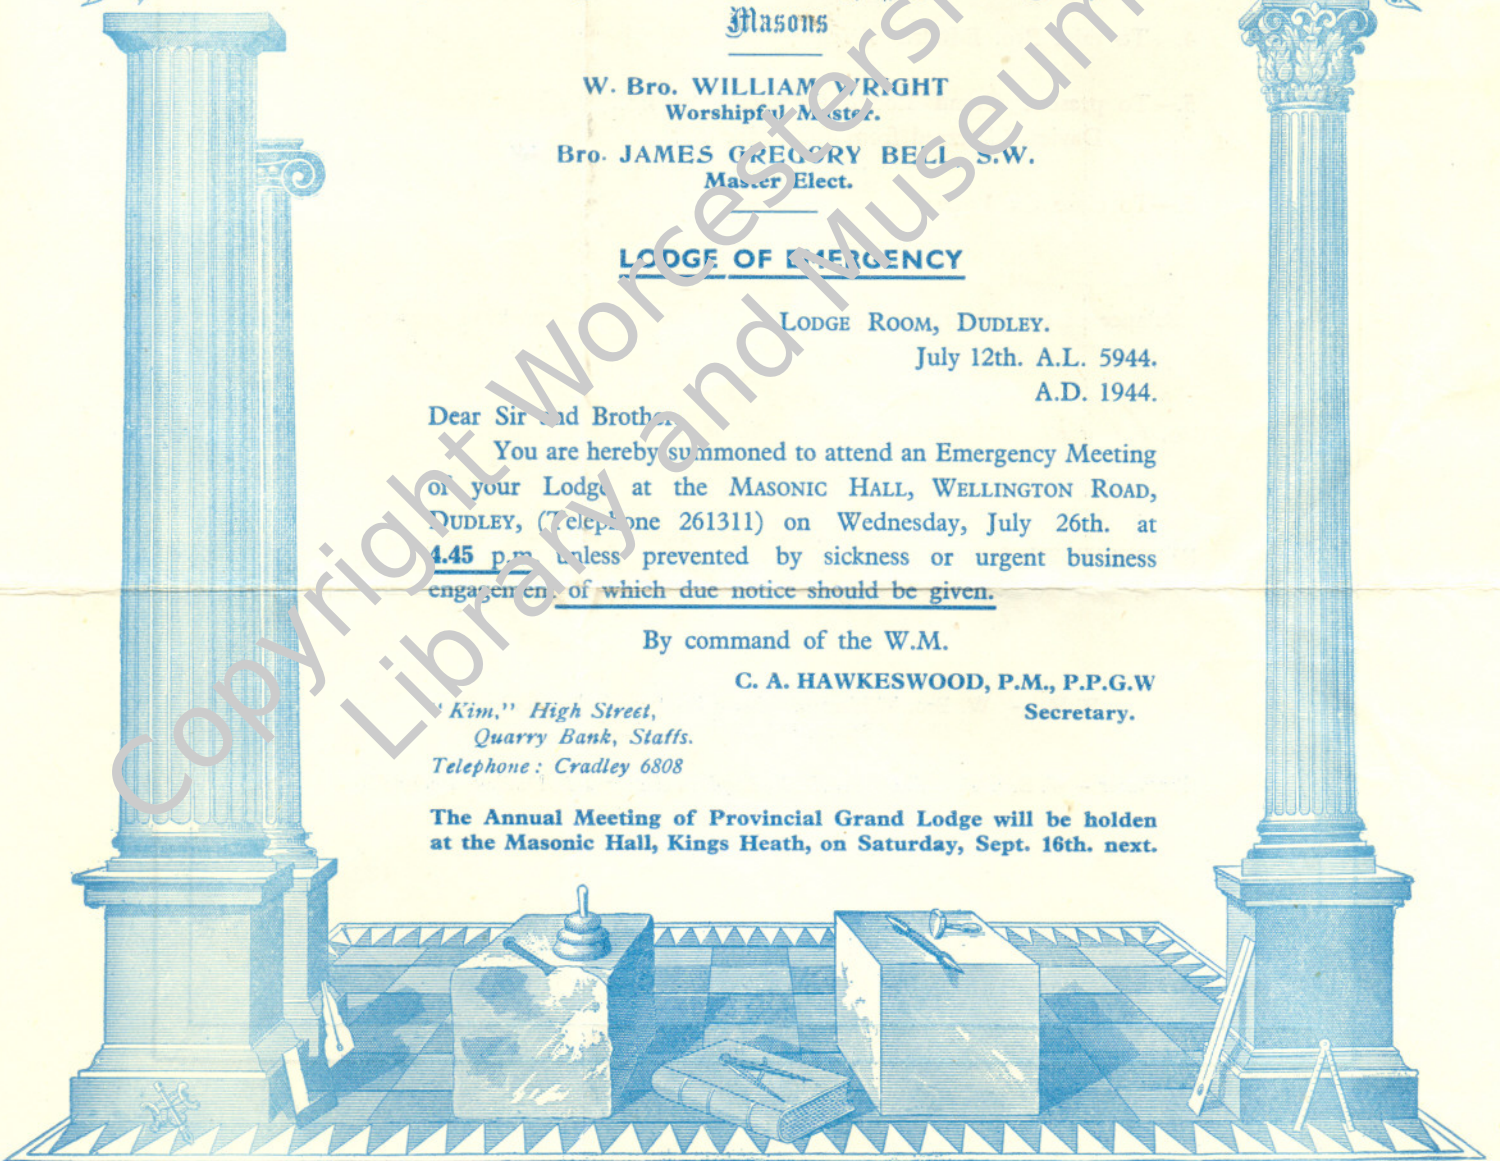 Masons
W. Bro. WILLIAM WRIGHT
Worshipful Master.
Bro. JAMES GREGORY BELL S.W.
Master Elect.
LODGE OF EMERGENCY
LODGE ROOM, DUDLEY.
July 12th. A.L. 5944.
A.D. 1944.
Dear Sir and Brother,
You are hereby summoned to attend an Emergency Meeting
of your Lodge at the MASONIC HALL, WELLINGTON ROAD,
DUDLEY, (Telephone 261311) on Wednesday, July 26th. at
4.45 p.m. unless prevented by sickness or urgent business
engagement of which due notice should be given.
By command of the W.M.
C. A. HAWKESWOOD, P.M., P.P.G.W
Secretary.
"Kim," High Street,
Quarry Bank, Staffs.
Telephone : Cradley 6808
The Annual Meeting of Provincial Grand Lodge will be holden
at the Masonic Hall, Kings Heath, on Saturday, Sept. 16th. next.
Copyright Worcestershi
Library and Museum